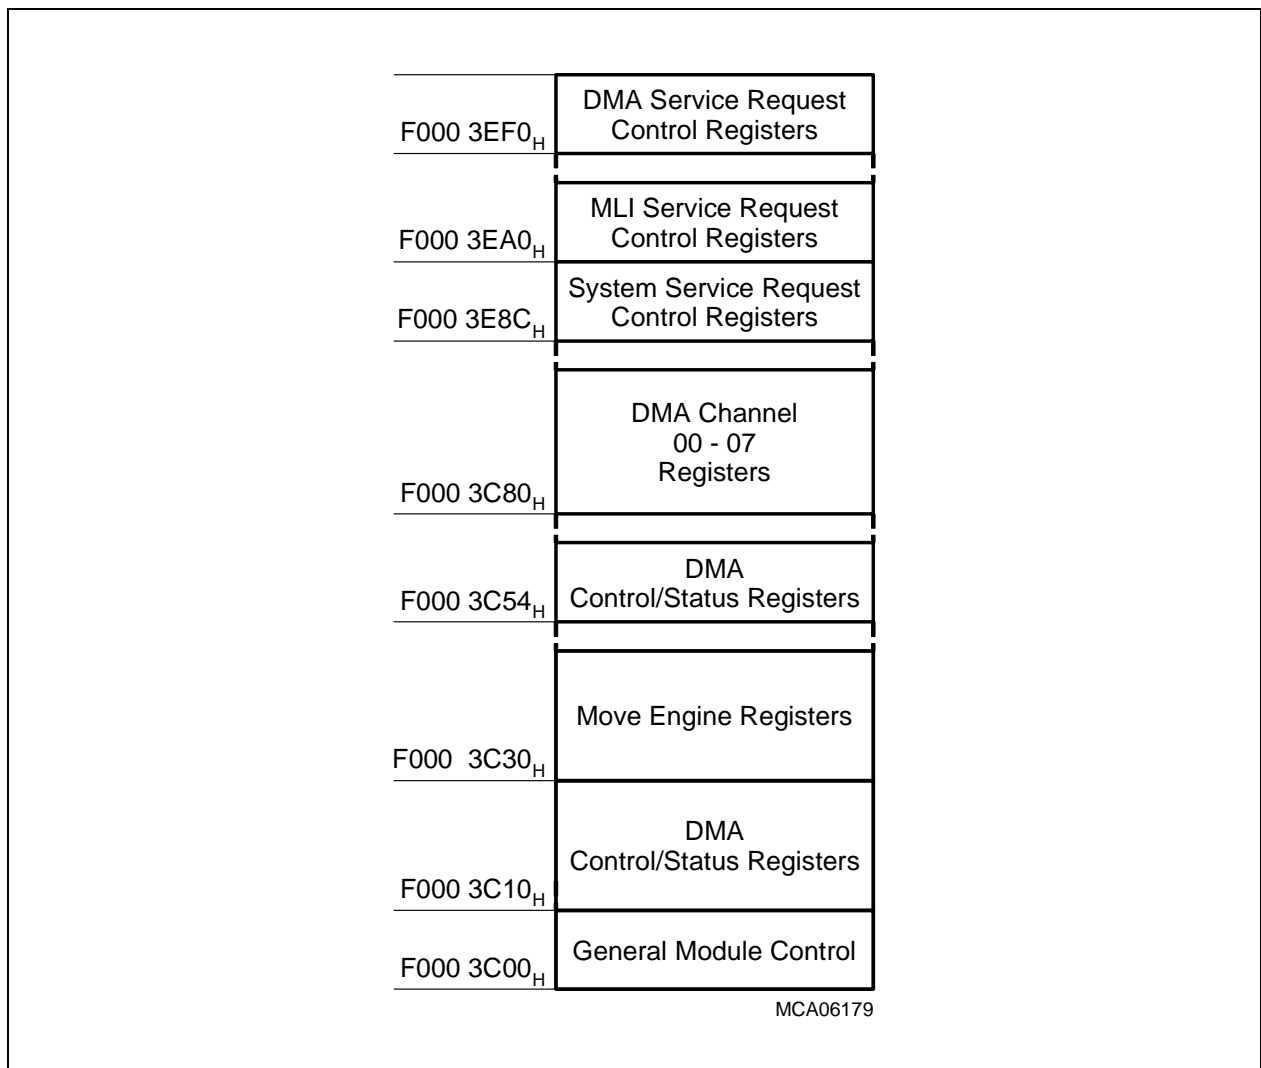 DMA Service Request
Control Registers
F000 3EF0H
MLI Service Request
Control Registers
F000 3EA0H
System Service Request
Control Registers
F000 3E8CH
DMA Channel
00 - 07
Registers
F000 3C80H
DMA
Control/Status Registers
F000 3C54H
Move Engine Registers
F000 3C30H
DMA
Control/Status Registers
F000 3C10H
General Module Control
F000 3C00H
MCA06179